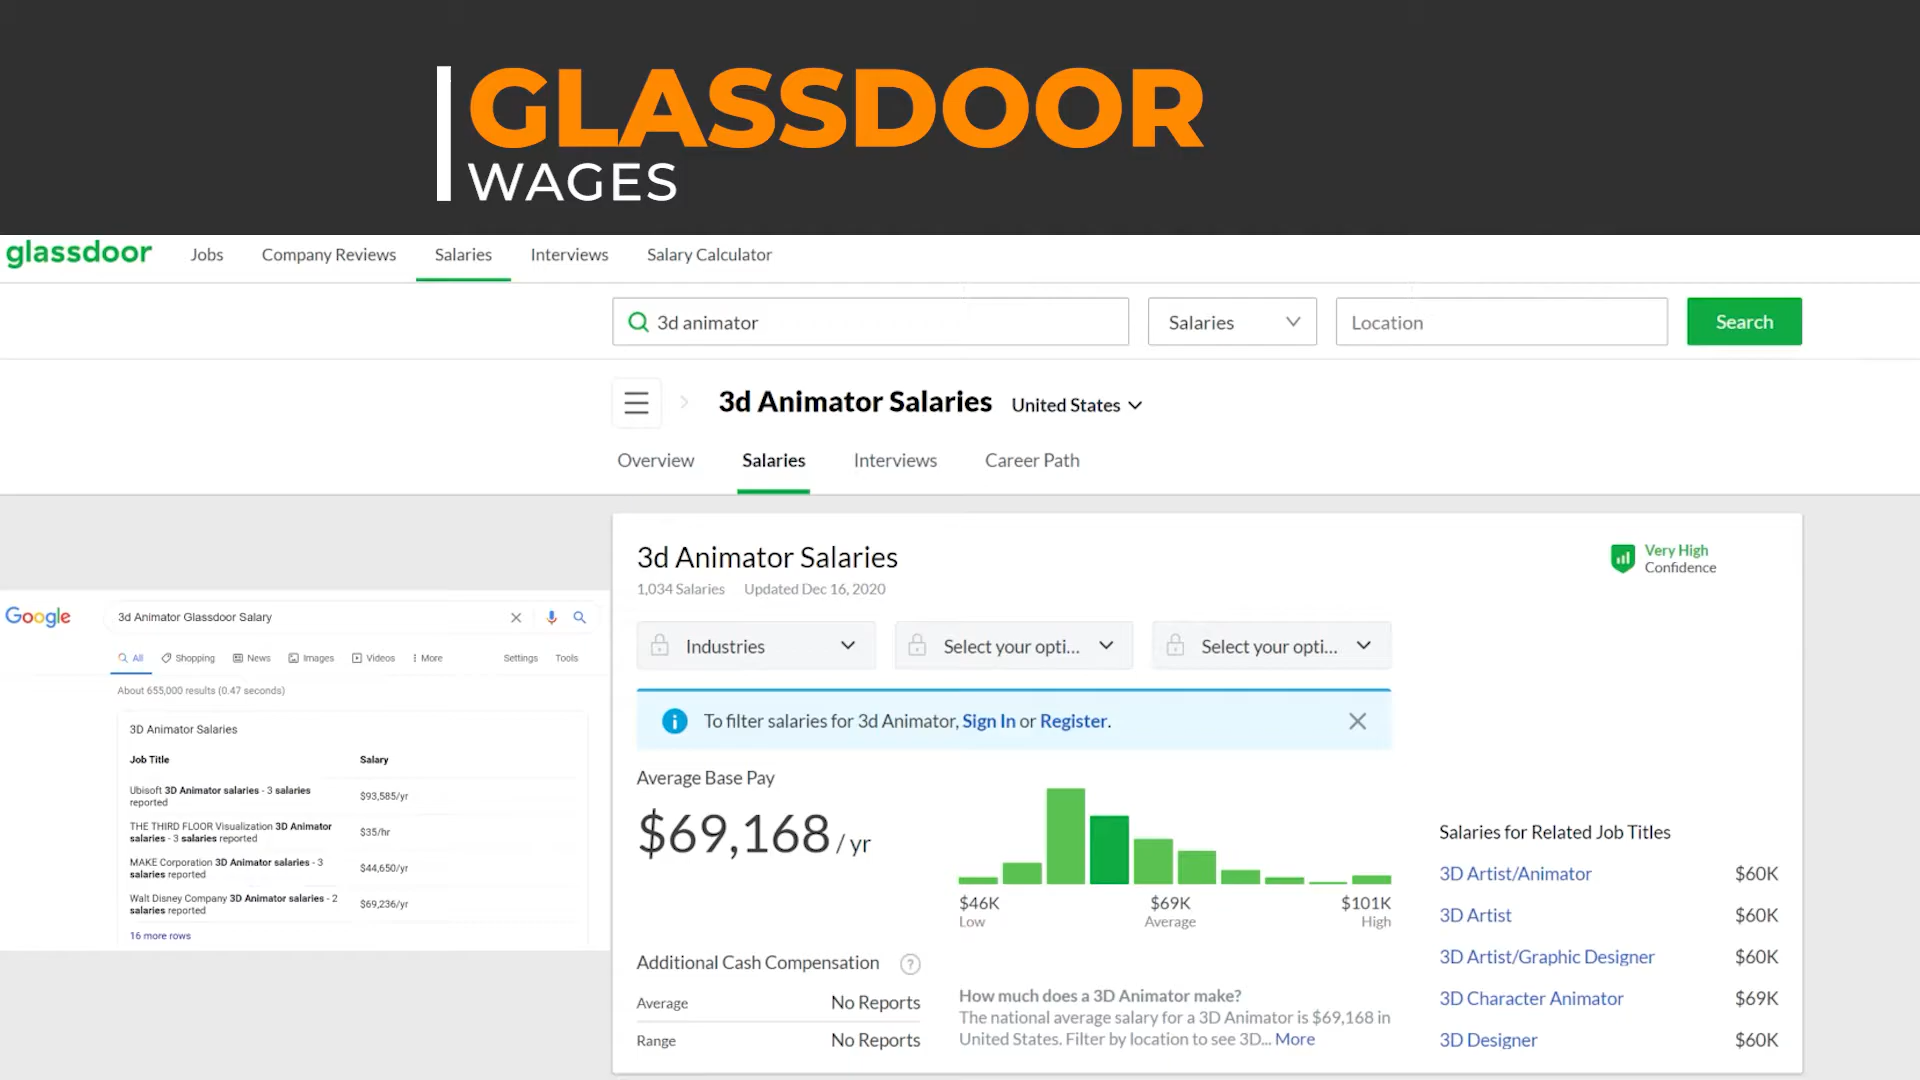 GLASSDOOR
WAGES
glassdoor
Jobs
Company Reviews
Salaries
Interviews
Salary Calculator
3d animator
Salaries
Location
Search
3d Animator Salaries
United States
Overview
Salaries
Interviews
Career Path
3d Animator Salaries
1,034 Salaries
Updated Dec 16, 2020
Very High
Confidence
Industries
Select your opti...
Select your opti...
To filter salaries for 3d Animator, Sign In or Register.
Average Base Pay
$69,168 / yr
$46K
Low
$69K
Average
$101K
High
Additional Cash Compensation ?
Average No Reports
Range No Reports
How much does a 3D Animator make?
The national average salary for a 3D Animator is $69,168 in
United States. Filter by location to see 3D... More
Salaries for Related Job Titles
3D Artist/Animator $60K
3D Artist $60K
3D Artist/Graphic Designer $60K
3D Character Animator $69K
3D Designer $60K
Google
3d Animator Glassdoor Salary
All
Shopping
News
Images
Videos
More
Settings
Tools
About 655,000 results (0.47 seconds)
3D Animator Salaries
Job Title Salary
Ubisoft 3D Animator salaries - 3 salaries
reported
$93,585/yr
THE THIRD FLOOR Visualization 3D Animator
salaries - 3 salaries reported
$35/hr
MAKE Corporation 3D Animator salaries - 3
salaries reported
$44,650/yr
Walt Disney Company 3D Animator salaries - 2
salaries reported
$69,236/yr
16 more rows